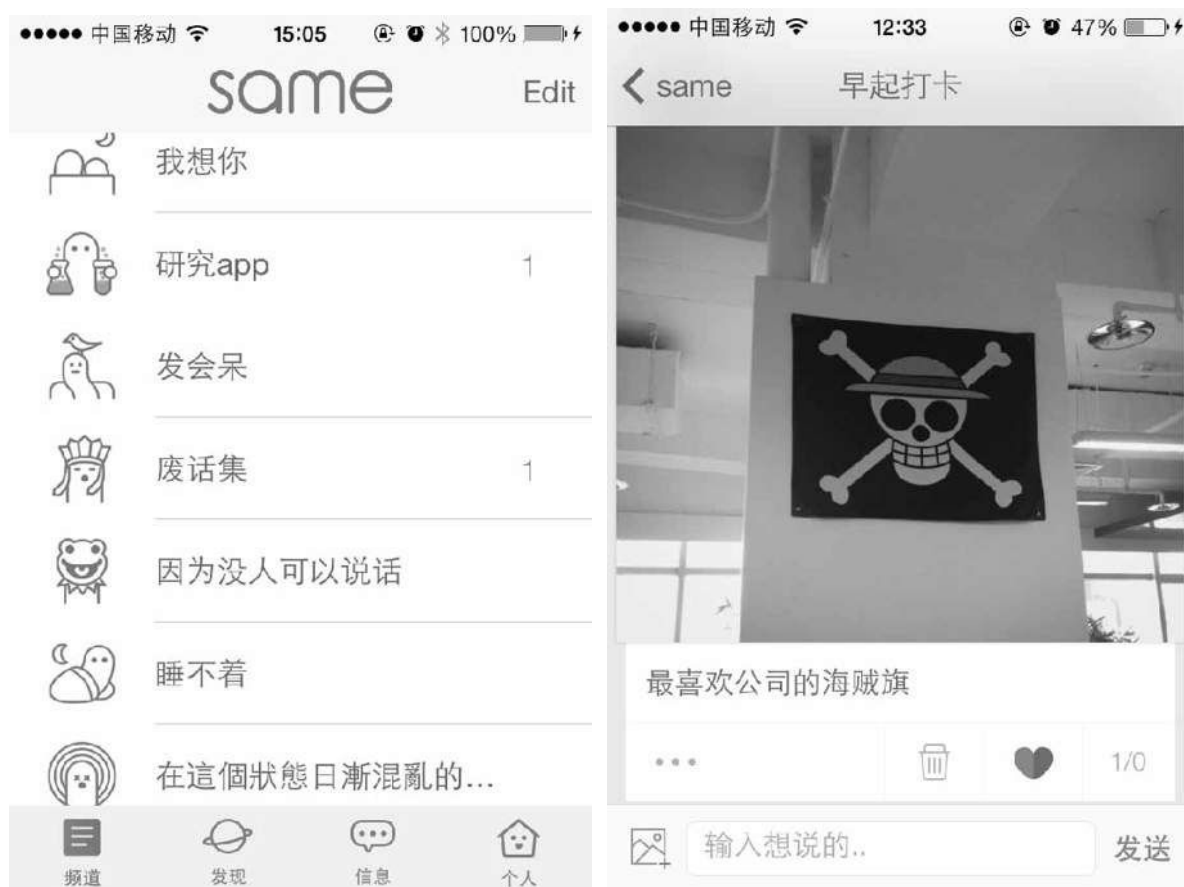 中国移动 15:05 100%
same Edit
我想你
研究app 1
发会呆
废话集 1
因为没人可以说话
睡不着
在這個狀態日漸混亂的...
频道 发现 信息 个人
中国移动 12:33 47%
same 早起打卡
最喜欢公司的海贼旗
1/0
输入想说的.. 发送